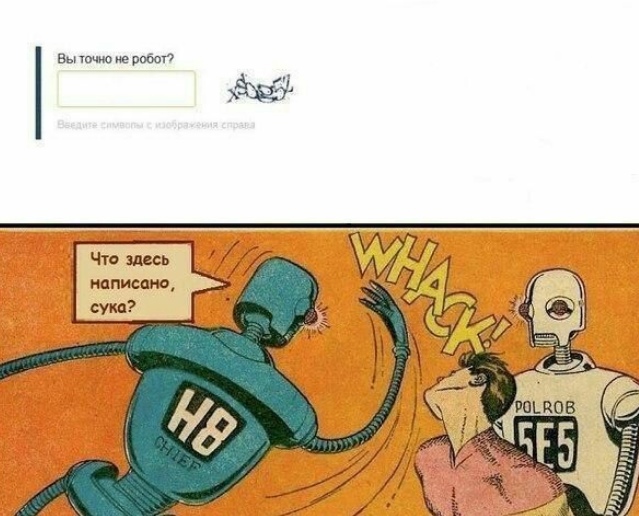 Вы точно не робот?
Введите символы с изображения справа
Что здесь
написано,
сука?
WHACK!
H8
CHIEF
POLROB
5E5